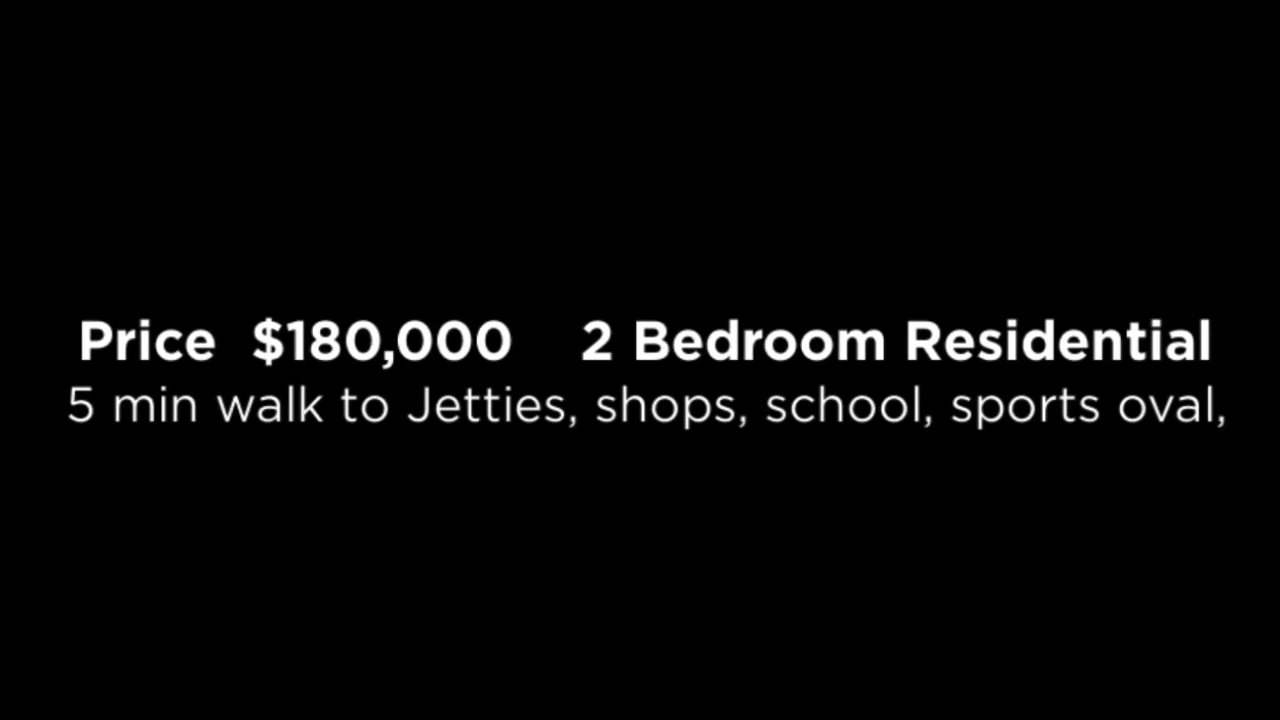 Price $180,000 2 Bedroom Residential
5 min walk to Jetties, shops, school, sports oval,